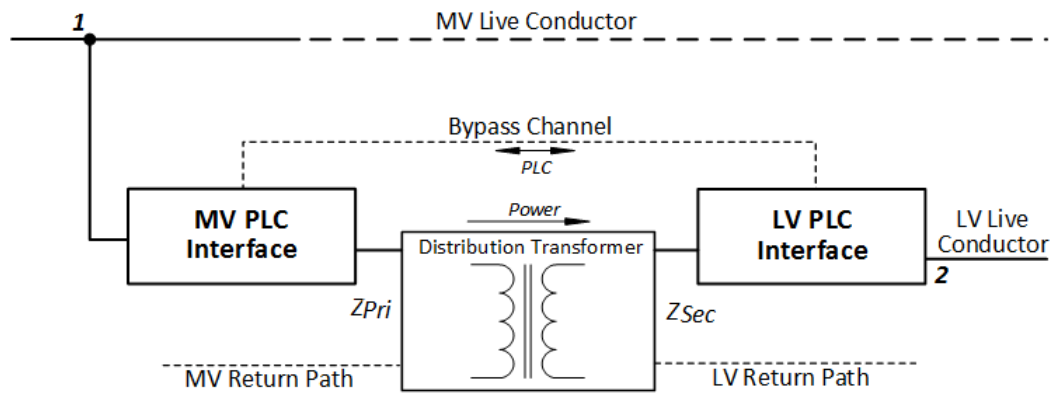 1
MV Live Conductor
Bypass Channel
PLC
MV PLC
Interface
Power
Distribution Transformer
LV PLC
Interface
LV Live
Conductor
2
ZPri
ZSec
MV Return Path
LV Return Path